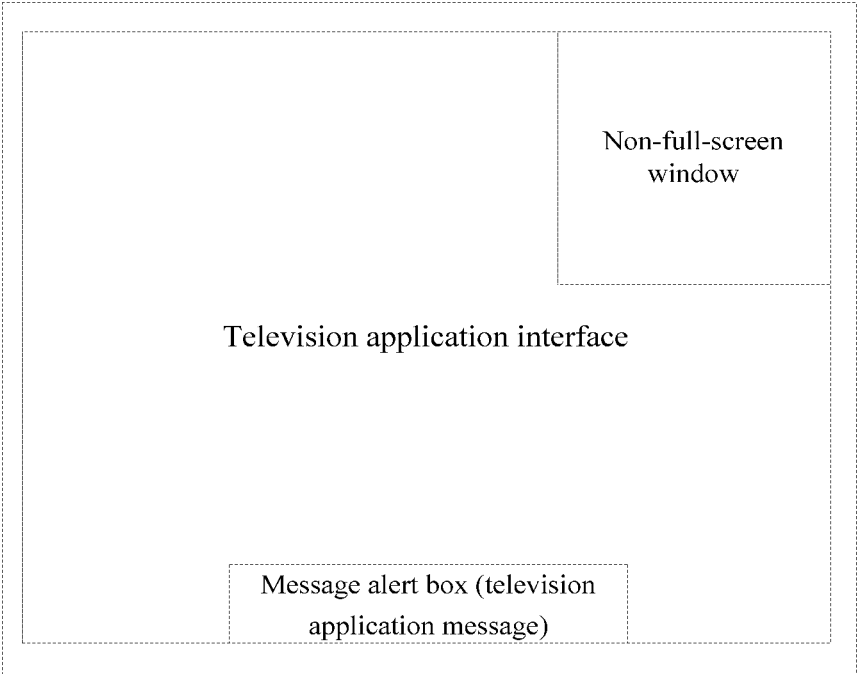 Non-full-screen
window
Television application interface
Message alert box (television
application message)